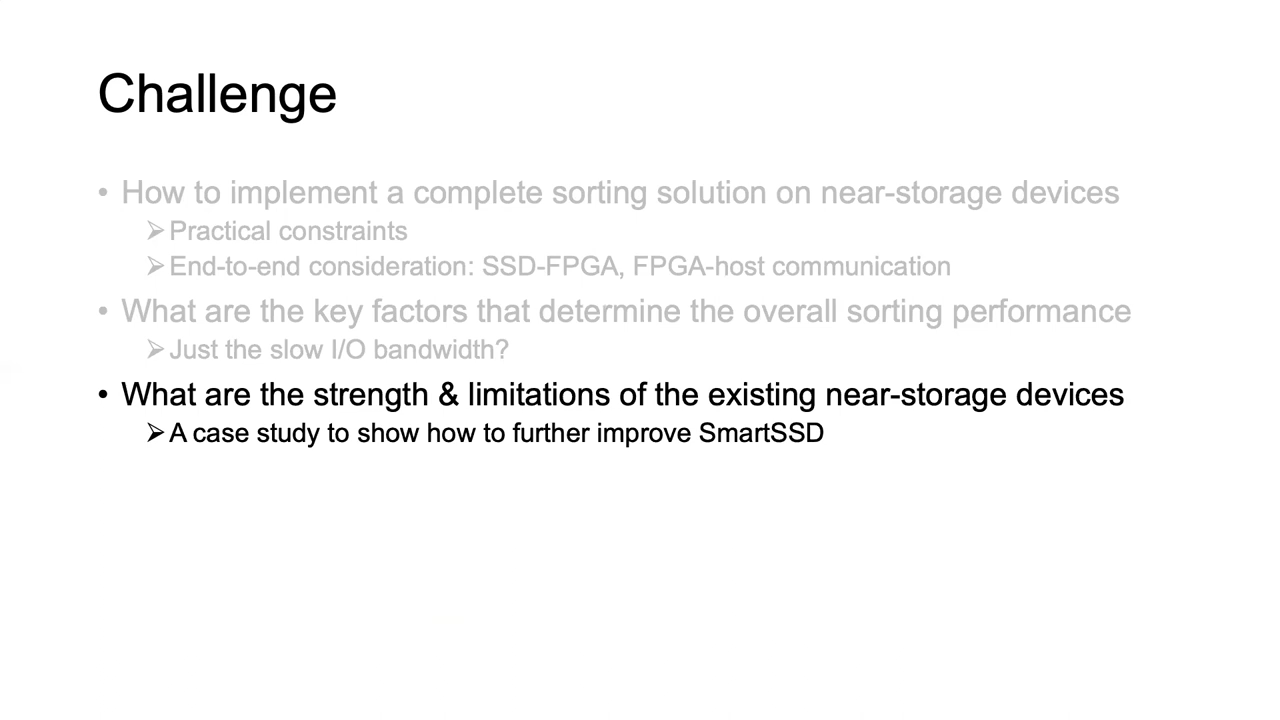 Challenge
• How to implement a complete sorting solution on near-storage devices
➢ Practical constraints
➢ End-to-end consideration: SSD-FPGA, FPGA-host communication
• What are the key factors that determine the overall sorting performance
➢ Just the slow I/O bandwidth?
• What are the strength & limitations of the existing near-storage devices
➢ A case study to show how to further improve SmartSSD